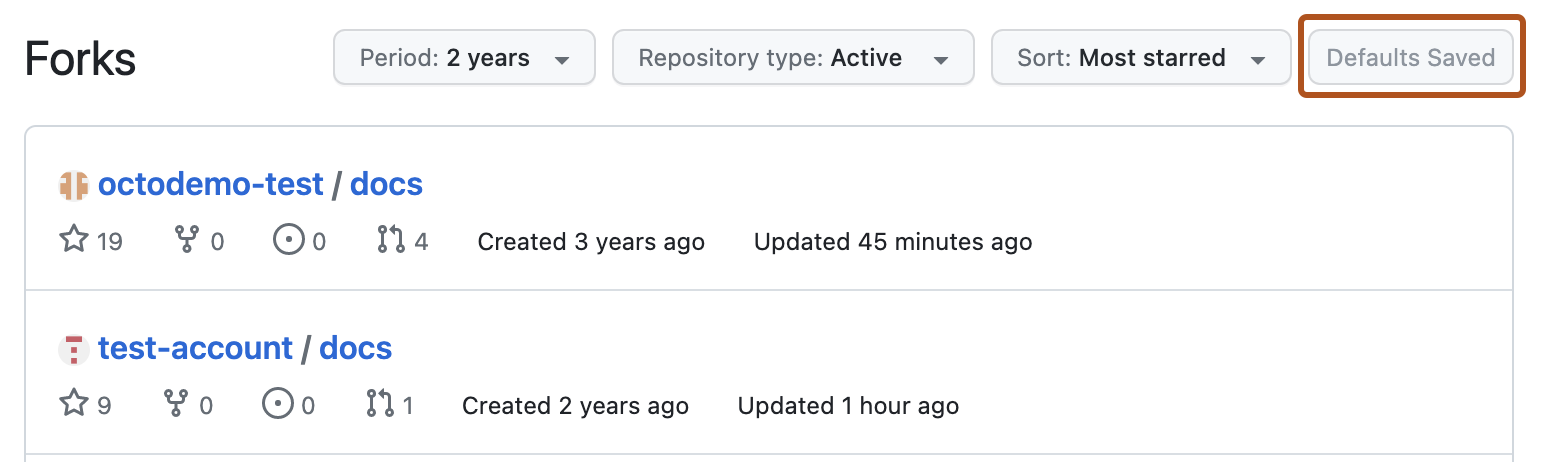 Forks Period: 2 years Repository type: Active Sort: Most starred Defaults Saved
octodemo-test / docs
19 0 0 4 Created 3 years ago Updated 45 minutes ago
test-account / docs
9 0 0 1 Created 2 years ago Updated 1 hour ago